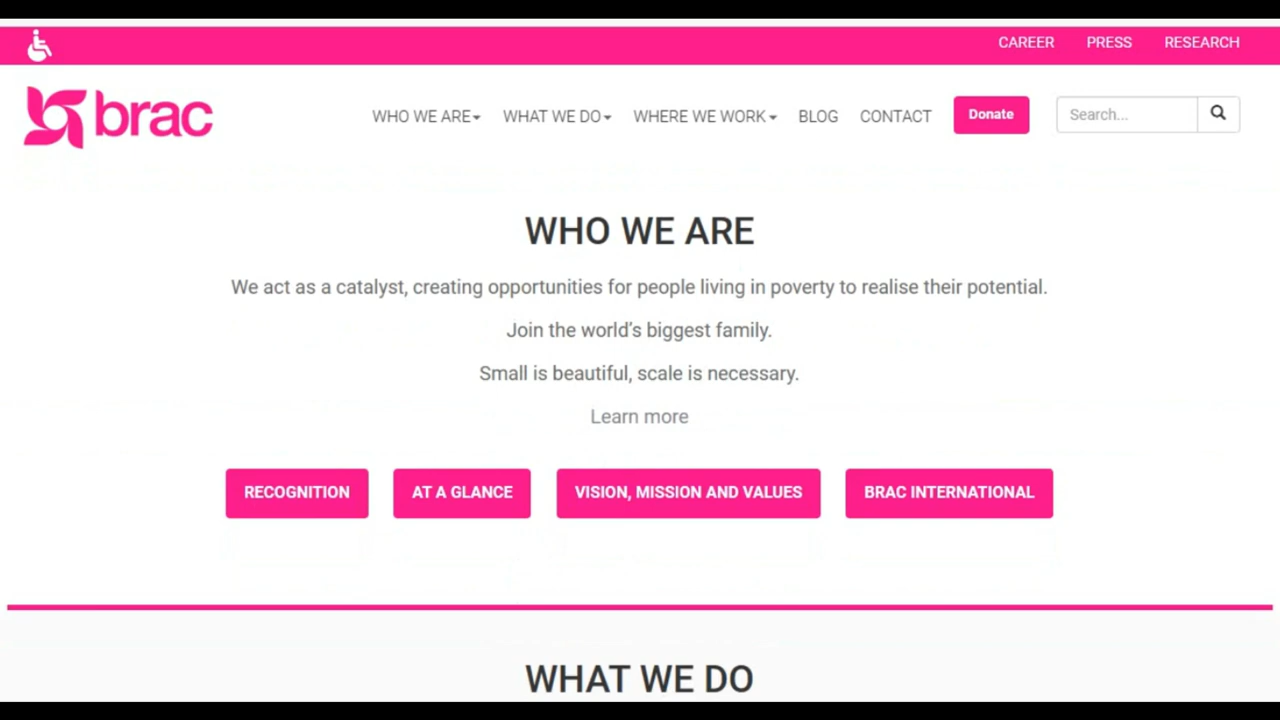 CAREER PRESS RESEARCH
brac
WHO WE ARE WHAT WE DO WHERE WE WORK BLOG CONTACT Donate Search...
WHO WE ARE
We act as a catalyst, creating opportunities for people living in poverty to realise their potential.
Join the world's biggest family.
Small is beautiful, scale is necessary.
Learn more
RECOGNITION AT A GLANCE VISION, MISSION AND VALUES BRAC INTERNATIONAL
WHAT WE DO